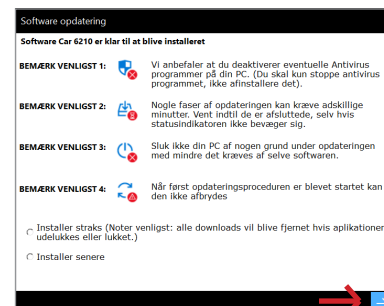 Software opdatering
Software Car 6210 er klar til at blive installeret
BEMÆRK VENLIGST 1:
Vi anbefaler at du deaktiverer eventuelle Antivirus
programmer på din PC. (Du skal kun stoppe antivirus
programmet, ikke afinstallere det).
BEMÆRK VENLIGST 2:
Nogle faser af opdateringen kan kræve adskillige
minutter. Vent indtil de er afsluttede, selv hvis
statusindikatoren ikke bevæger sig.
BEMÆRK VENLIGST 3:
Sluk ikke din PC af nogen grund under opdateringen
med mindre det kræves af selve softwaren.
BEMÆRK VENLIGST 4:
Når først opdateringsproceduren er blevet startet kan
den ikke afbrydes
Installer straks (Noter venligst: alle downloads vil blive fjernet hvis aplikationer
udelukkes eller lukket.)
Installer senere